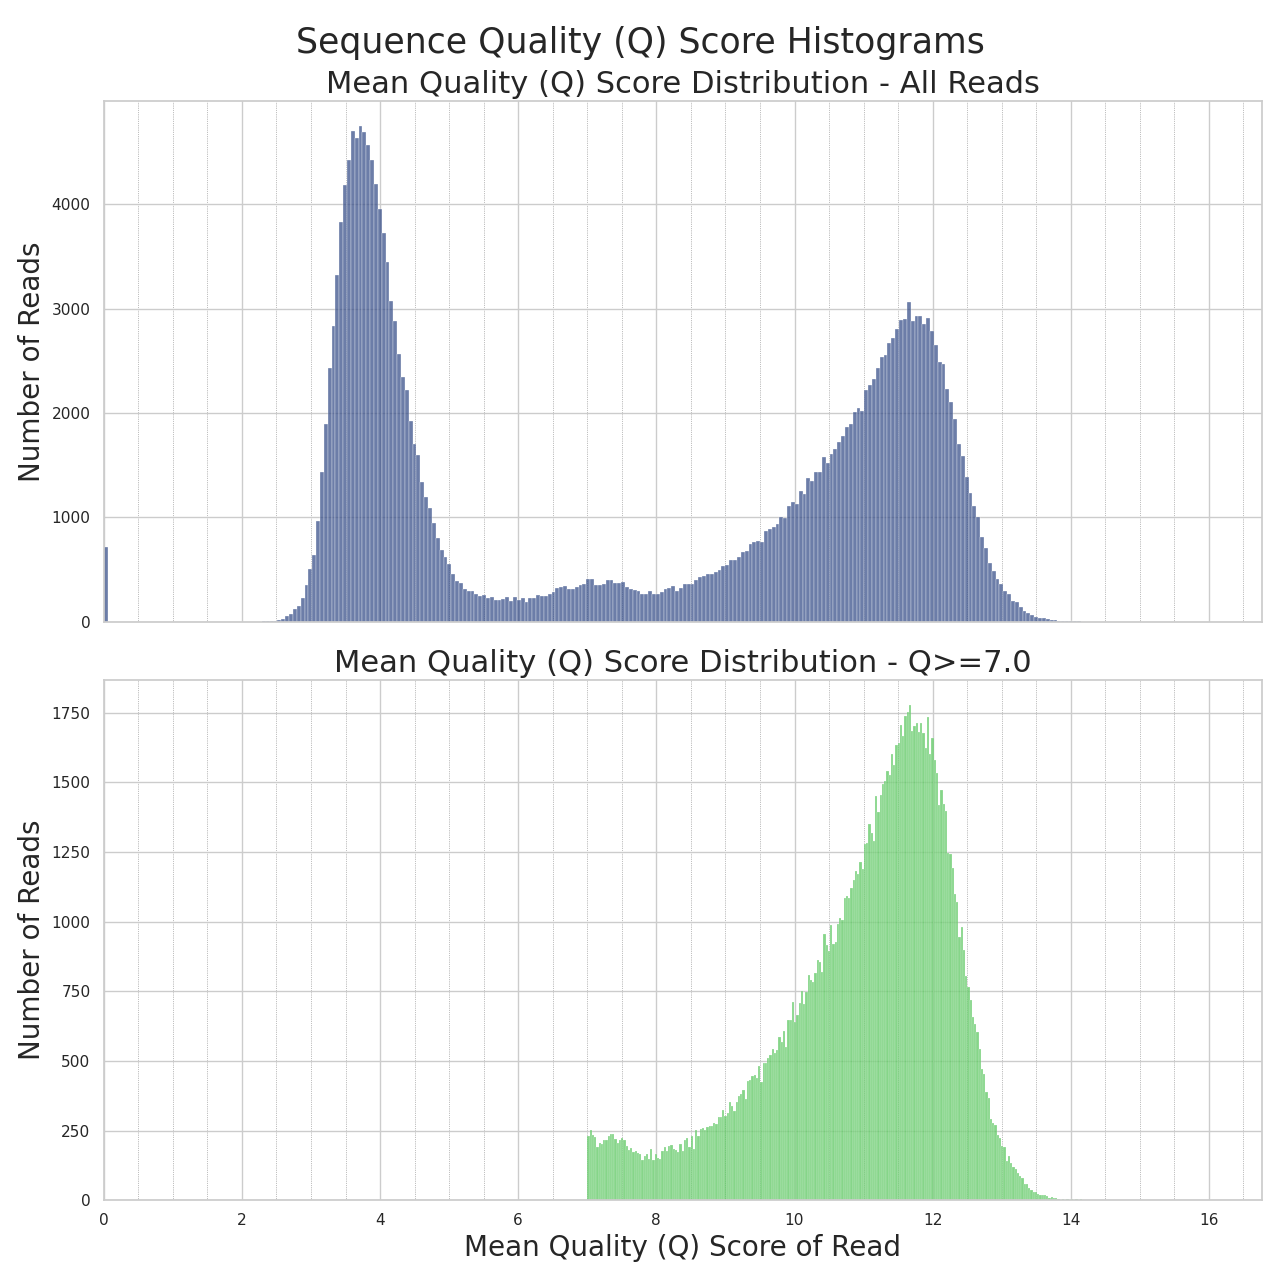 Sequence Quality (Q) Score Histograms
Mean Quality (Q) Score Distribution - All Reads
Number of Reads
4000
3000
2000
1000
0
Mean Quality (Q) Score Distribution - Q>=7.0
Number of Reads
1750
1500
1250
1000
750
500
250
0
0 2 4 6 8 10 12 14 16
Mean Quality (Q) Score of Read